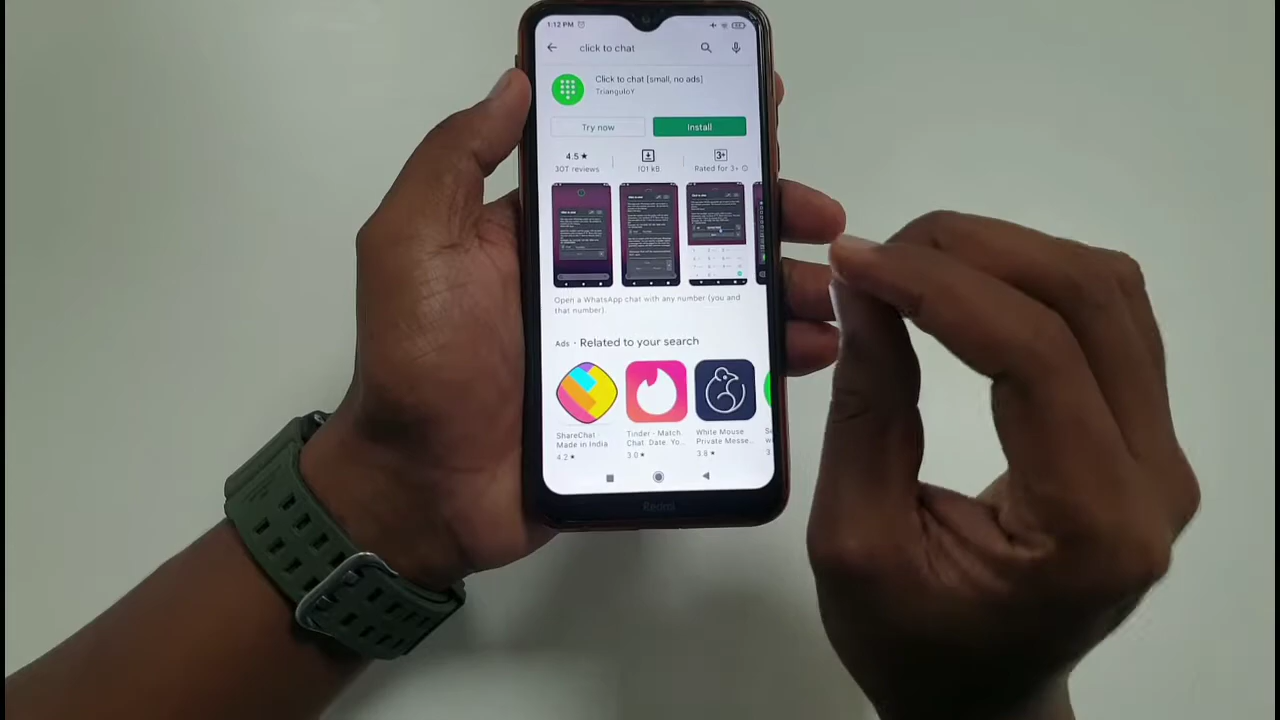 1:12 PM
click to chat
Click to chat [small, no ads]
TrianguloY
Try now
Install
4.5★
30T reviews
101 kB
3+
Rated for 3+
Open a WhatsApp chat with any number (you and
that number)
Ads · Related to your search
ShareChat
Made in India
4.2★
Tinder - Match.
Chat. Date. Yo...
3.0★
White Mouse
Private Messe...
3.8★
Redmi